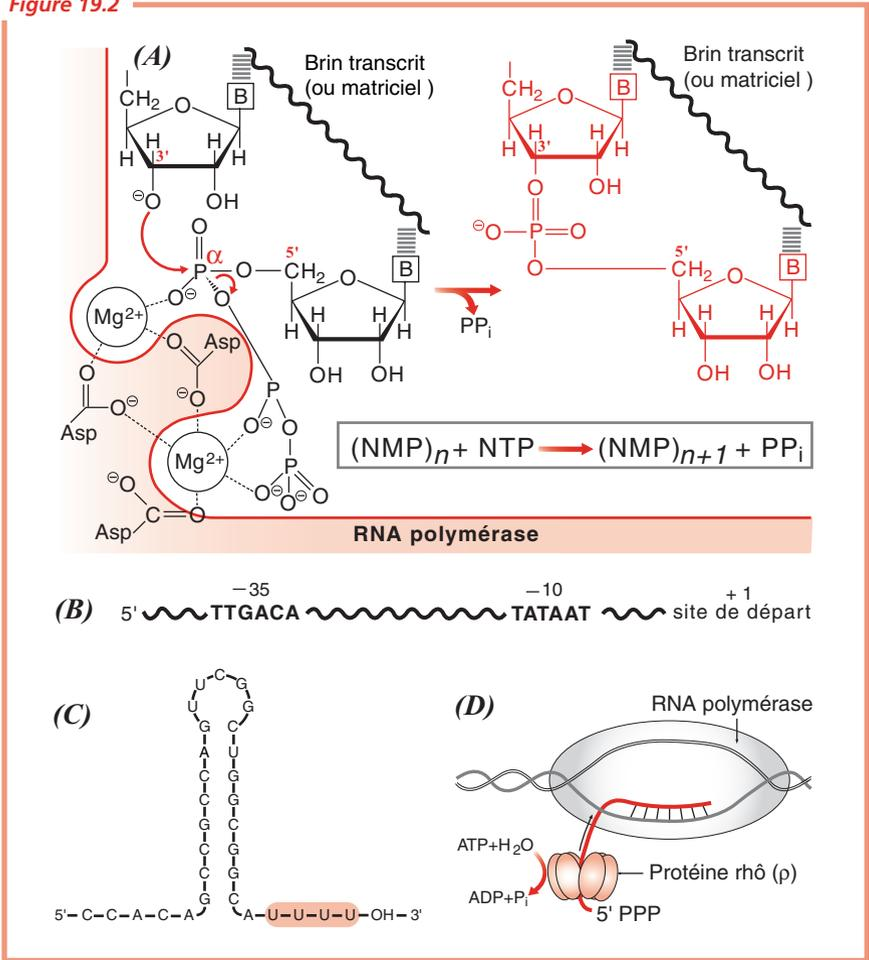 Figure 19.2
(A)
Brin transcrit
(ou matriciel )
CH2
O
B
H
H
H
H
3'
⊖O
OH
O
P
α
O
5'
CH2
O
B
O⊖
O
H
H
H
H
OH
OH
Mg2+
O
Asp
O
⊖O
O⊖
Asp
P
O⊖
O
Mg2+
P
O⊖
O⊖
O
⊖O
C=O
Asp
PPi
Brin transcrit
(ou matriciel )
CH2
O
B
H
H
H
H
3'
O
OH
⊖O–P=O
O
5'
CH2
O
B
H
H
H
H
OH
OH
(NMP)n + NTP → (NMP)n+1 + PPi
RNA polymérase
(B)
–35
–10
+ 1
5'
TTGACA
TATAAT
site de départ
(C)
U U C G G
G C
A U
C G
C G
G C
C G
C G
G C
5'–C–C–A–C–A
A–U–U–U–U–OH–3'
(D)
RNA polymérase
ATP+H2O
ADP+Pi
Protéine rhô (ρ)
5' PPP